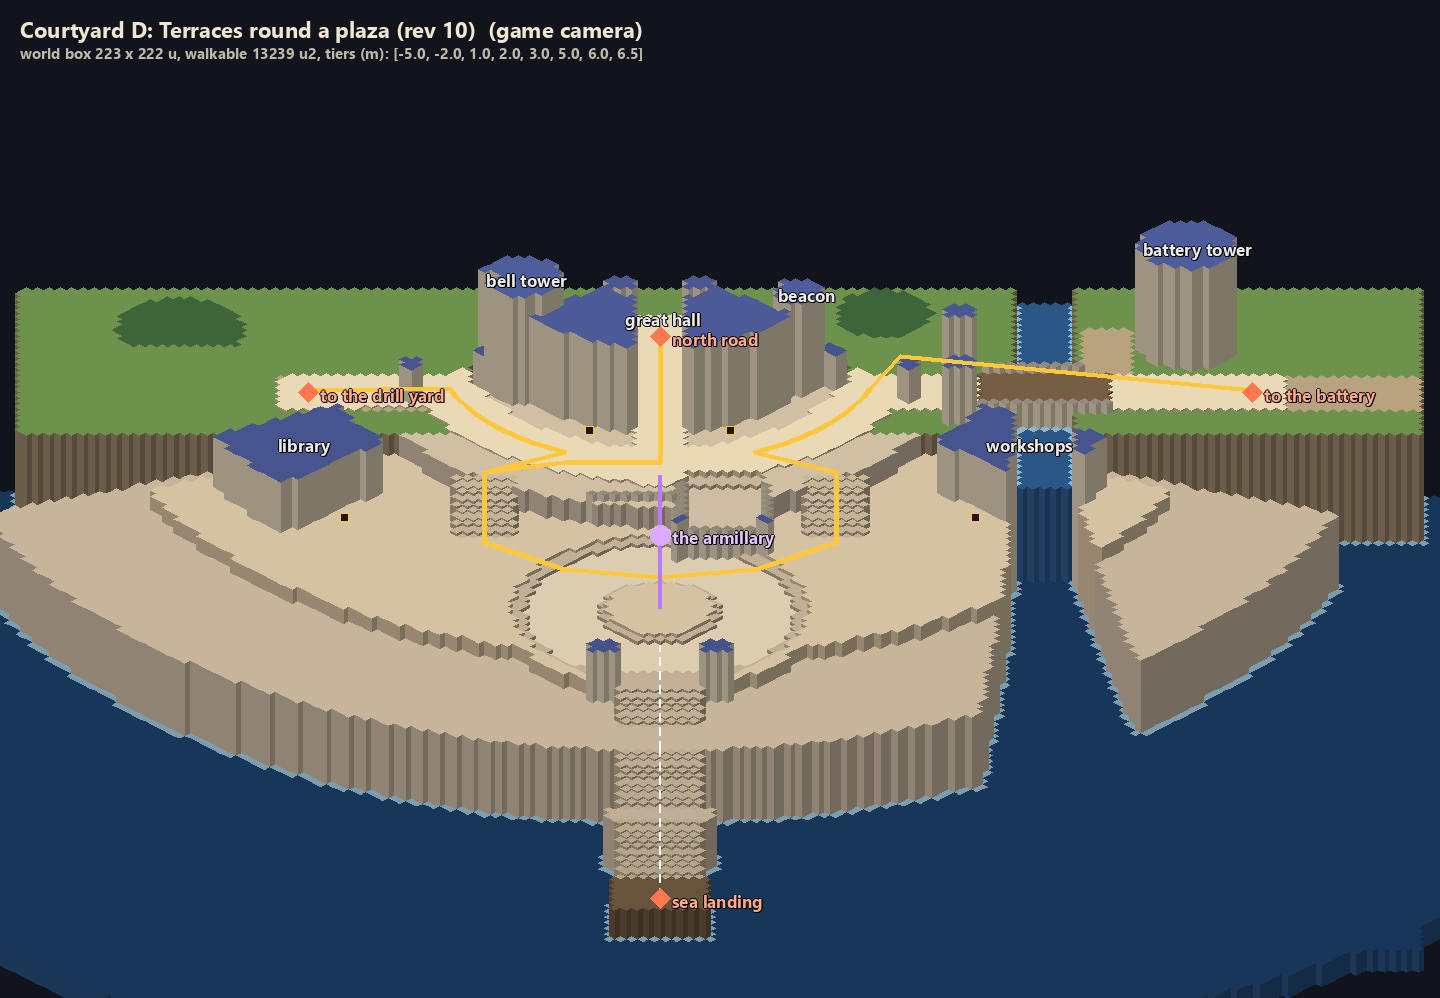 Courtyard D: Terraces round a plaza (rev 10)  (game camera)
world box 223 x 222 u, walkable 13239 u2, tiers (m): [-5.0, -2.0, 1.0, 2.0, 3.0, 5.0, 6.0, 6.5]
battery tower
bell tower
beacon
great hall
north road
to the drill yard
to the battery
library
workshops
the armillary
sea landing